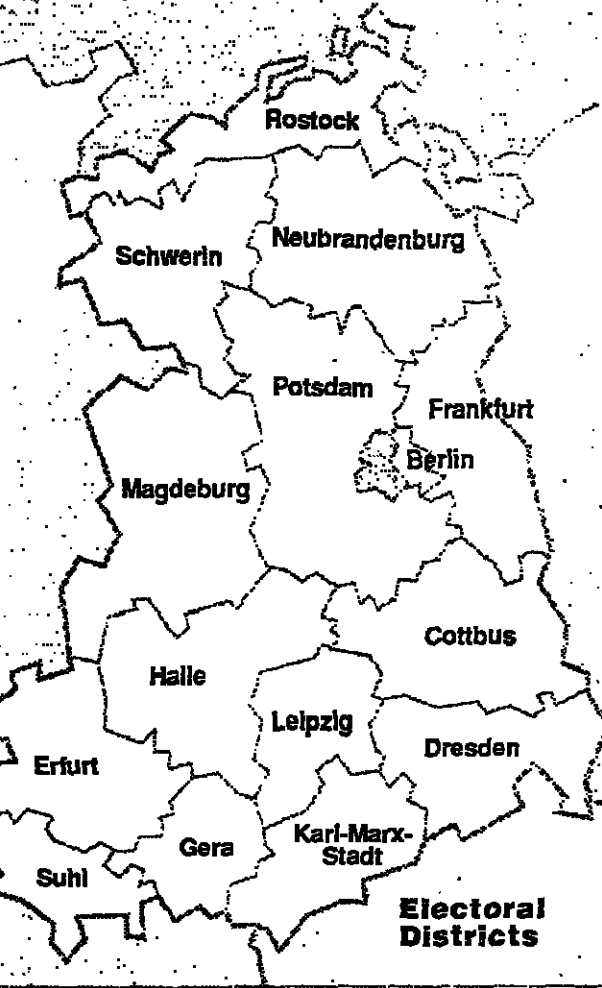 Rostock
Schwerin
Neubrandenburg
Potsdam
Frankfurt
Berlin
Magdeburg
Cottbus
Halle
Leipzig
Dresden
Erfurt
Gera
Karl-Marx-
Stadt
Suhl
Electoral
Districts